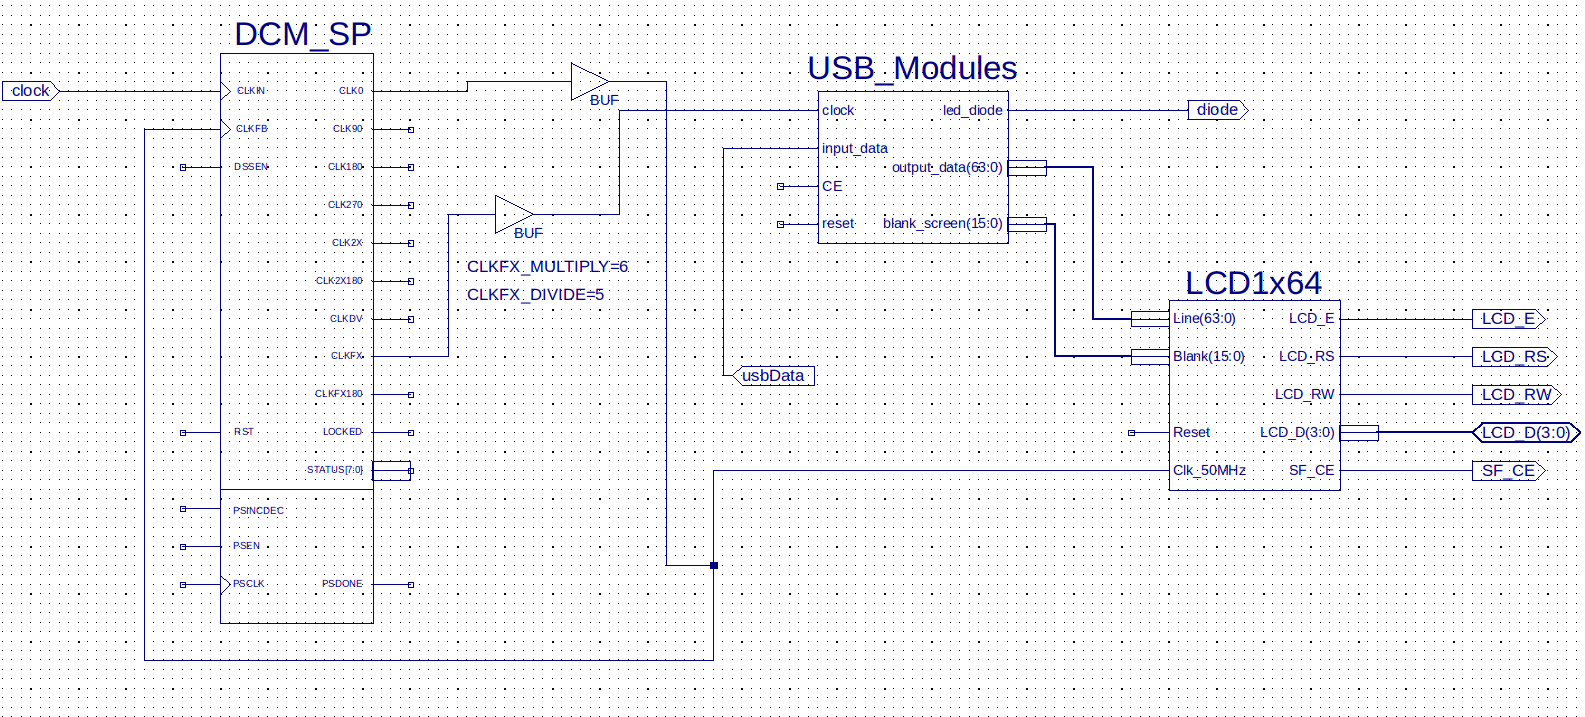 DCM_SP
clock
CLKIN
CLK0
CLKFB
CLK90
DSSEN
CLK180
CLK270
CLK2X
CLK2X180
CLKDV
CLKFX
CLKFX180
RST
LOCKED
STATUS[7:0]
PSINCDEC
PSEN
PSCLK
PSDONE
BUF
BUF
CLKFX_MULTIPLY=6
CLKFX_DIVIDE=5
USB_Modules
clock
led_diode
diode
input_data
output_data(63:0)
CE
reset
blank_screen(15:0)
usbData
LCD1x64
Line(63:0)
LCD_E
LCD_E
Blank(15:0)
LCD_RS
LCD_RS
LCD_RW
LCD_RW
Reset
LCD_D(3:0)
LCD_D(3:0)
Clk_50MHz
SF_CE
SF_CE